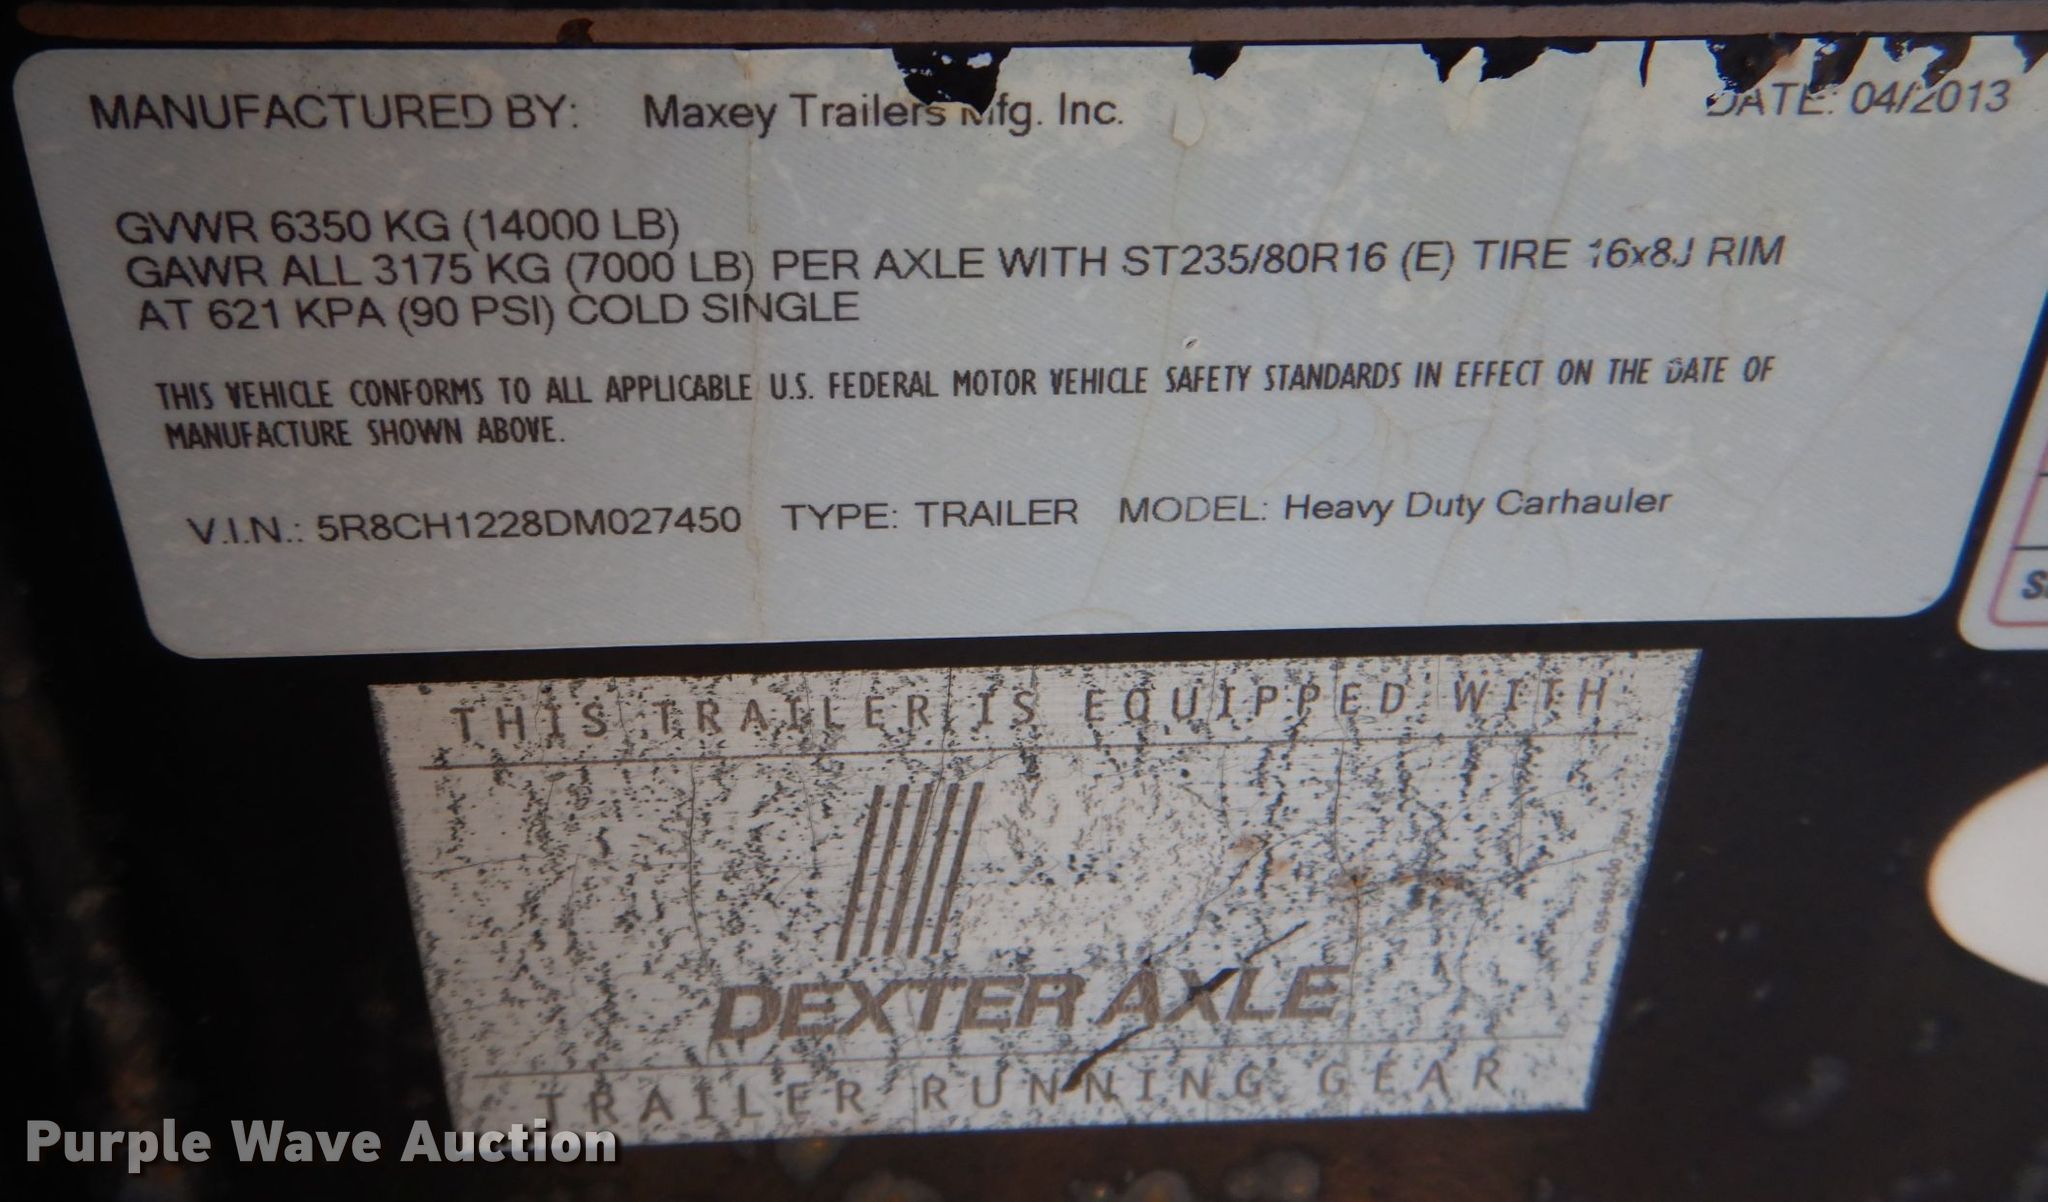 MANUFACTURED BY: Maxey Trailers Mfg. Inc. DATE: 04/2013
GVWR 6350 KG (14000 LB)
GAWR ALL 3175 KG (7000 LB) PER AXLE WITH ST235/80R16 (E) TIRE 16x8J RIM
AT 621 KPA (90 PSI) COLD SINGLE
THIS VEHICLE CONFORMS TO ALL APPLICABLE U.S. FEDERAL MOTOR VEHICLE SAFETY STANDARDS IN EFFECT ON THE DATE OF
MANUFACTURE SHOWN ABOVE.
V.I.N.: 5R8CH1228DM027450 TYPE: TRAILER MODEL: Heavy Duty Carhauler
THIS TRAILER IS EQUIPPED WITH
DEXTER AXLE
TRAILER RUNNING GEAR
Purple Wave Auction